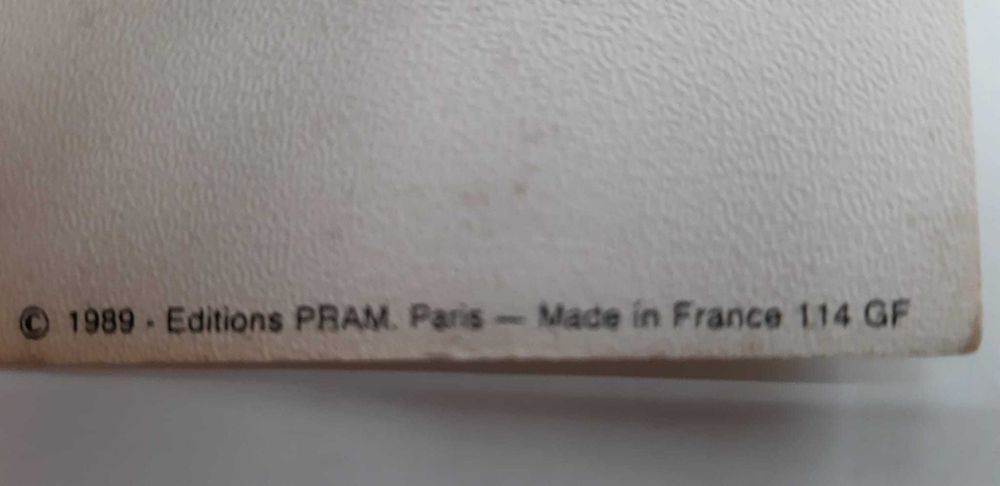 © 1989 - Editions PRAM. Paris — Made in France 114 GF